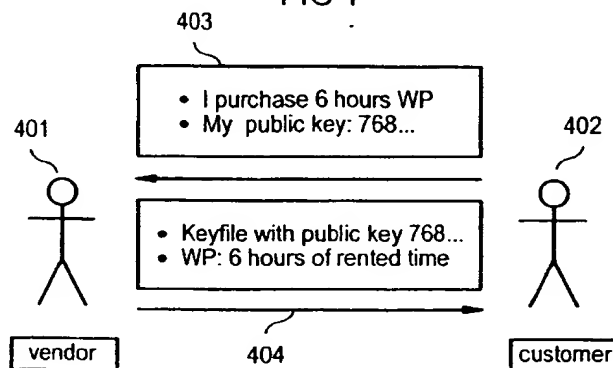 403
• I purchase 6 hours WP
• My public key: 768...
401
402
• Keyfile with public key 768...
• WP: 6 hours of rented time
vendor
404
customer